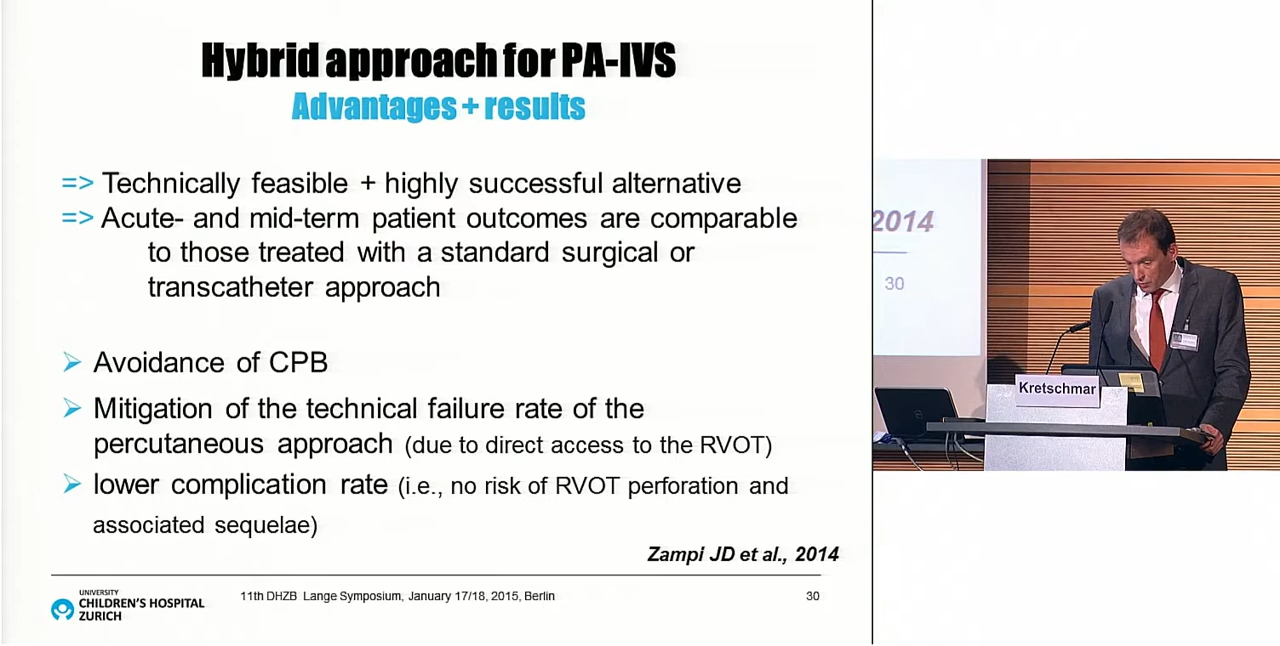 Hybrid approach for PA-IVS
Advantages + results
=> Technically feasible + highly successful alternative
=> Acute- and mid-term patient outcomes are comparable
to those treated with a standard surgical or
transcatheter approach
➢ Avoidance of CPB
➢ Mitigation of the technical failure rate of the
percutaneous approach (due to direct access to the RVOT)
➢ lower complication rate (i.e., no risk of RVOT perforation and
associated sequelae)
Zampi JD et al., 2014
UNIVERSITY
CHILDREN'S HOSPITAL
ZURICH
11th DHZB Lange Symposium, January 17/18, 2015, Berlin
30
2014
30
Kretschmar